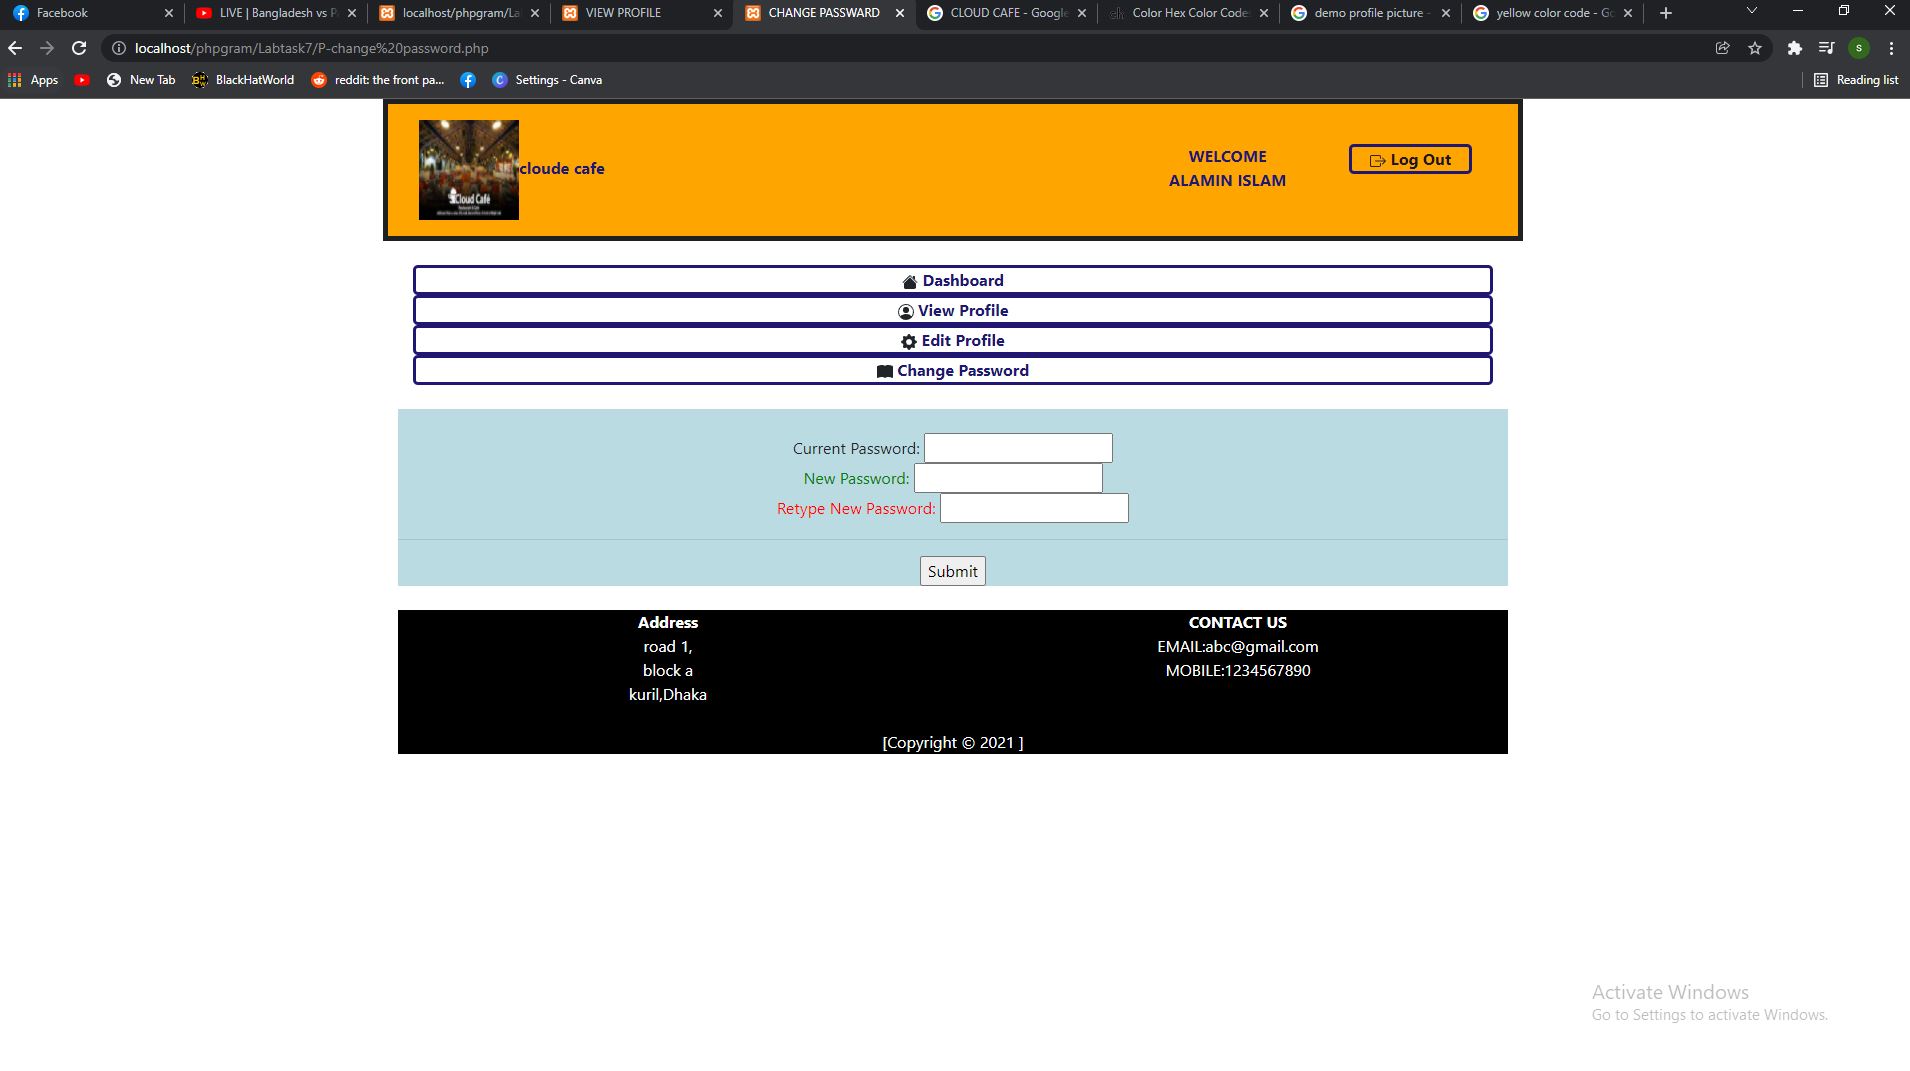 Facebook
LIVE | Bangladesh vs P
localhost/phpgram/La
VIEW PROFILE
CHANGE PASSWARD
CLOUD CAFE - Google
Color Hex Color Code
demo profile picture -
yellow color code - Go
localhost/phpgram/Labtask7/P-change%20password.php
S
Apps
New Tab
BlackHatWorld
reddit: the front pa...
Settings - Canva
Reading list
Cloud Café
cloude cafe
WELCOME
ALAMIN ISLAM
Log Out
Dashboard
View Profile
Edit Profile
Change Password
Current Password:
New Password:
Retype New Password:
Submit
Address
road 1,
block a
kuril,Dhaka
CONTACT US
EMAIL:abc@gmail.com
MOBILE:1234567890
[Copyright © 2021 ]
Activate Windows
Go to Settings to activate Windows.